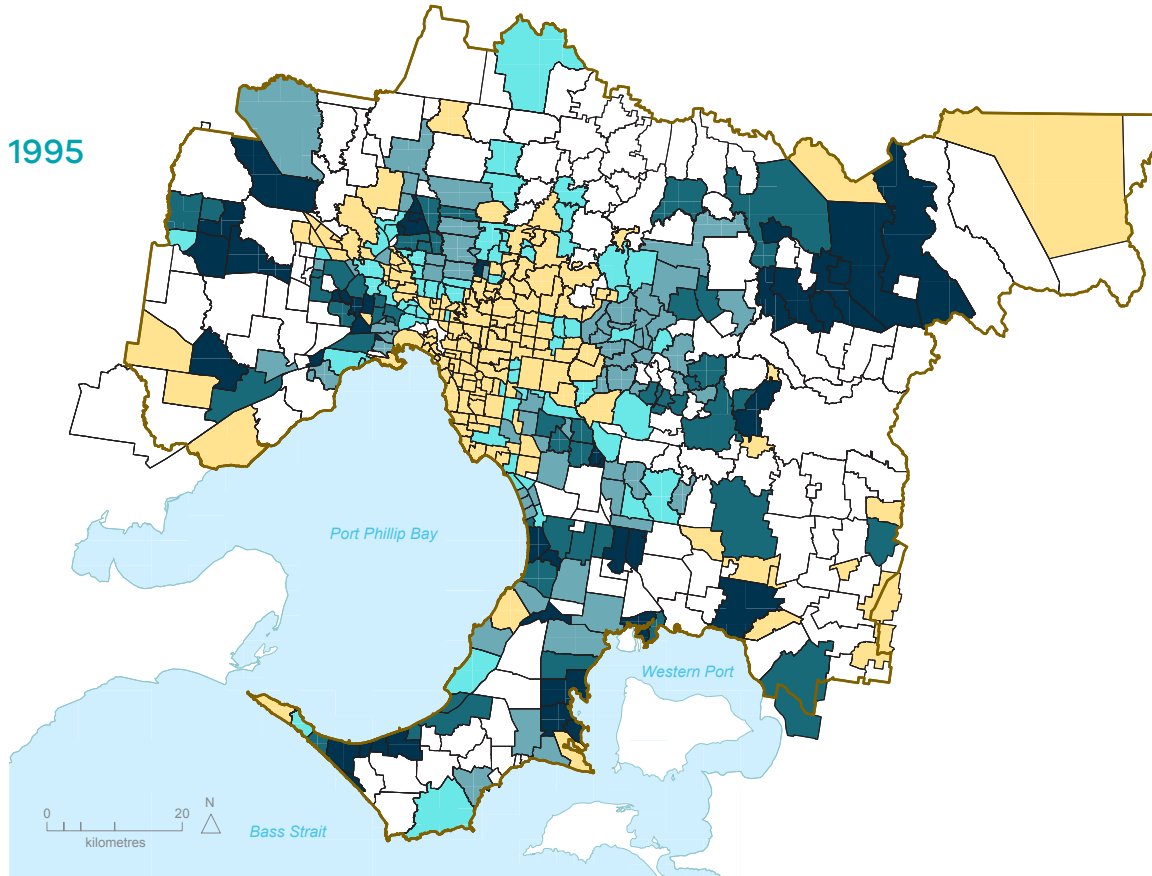 1995
Port Phillip Bay
Western Port
0 20
kilometres
N
Bass Strait